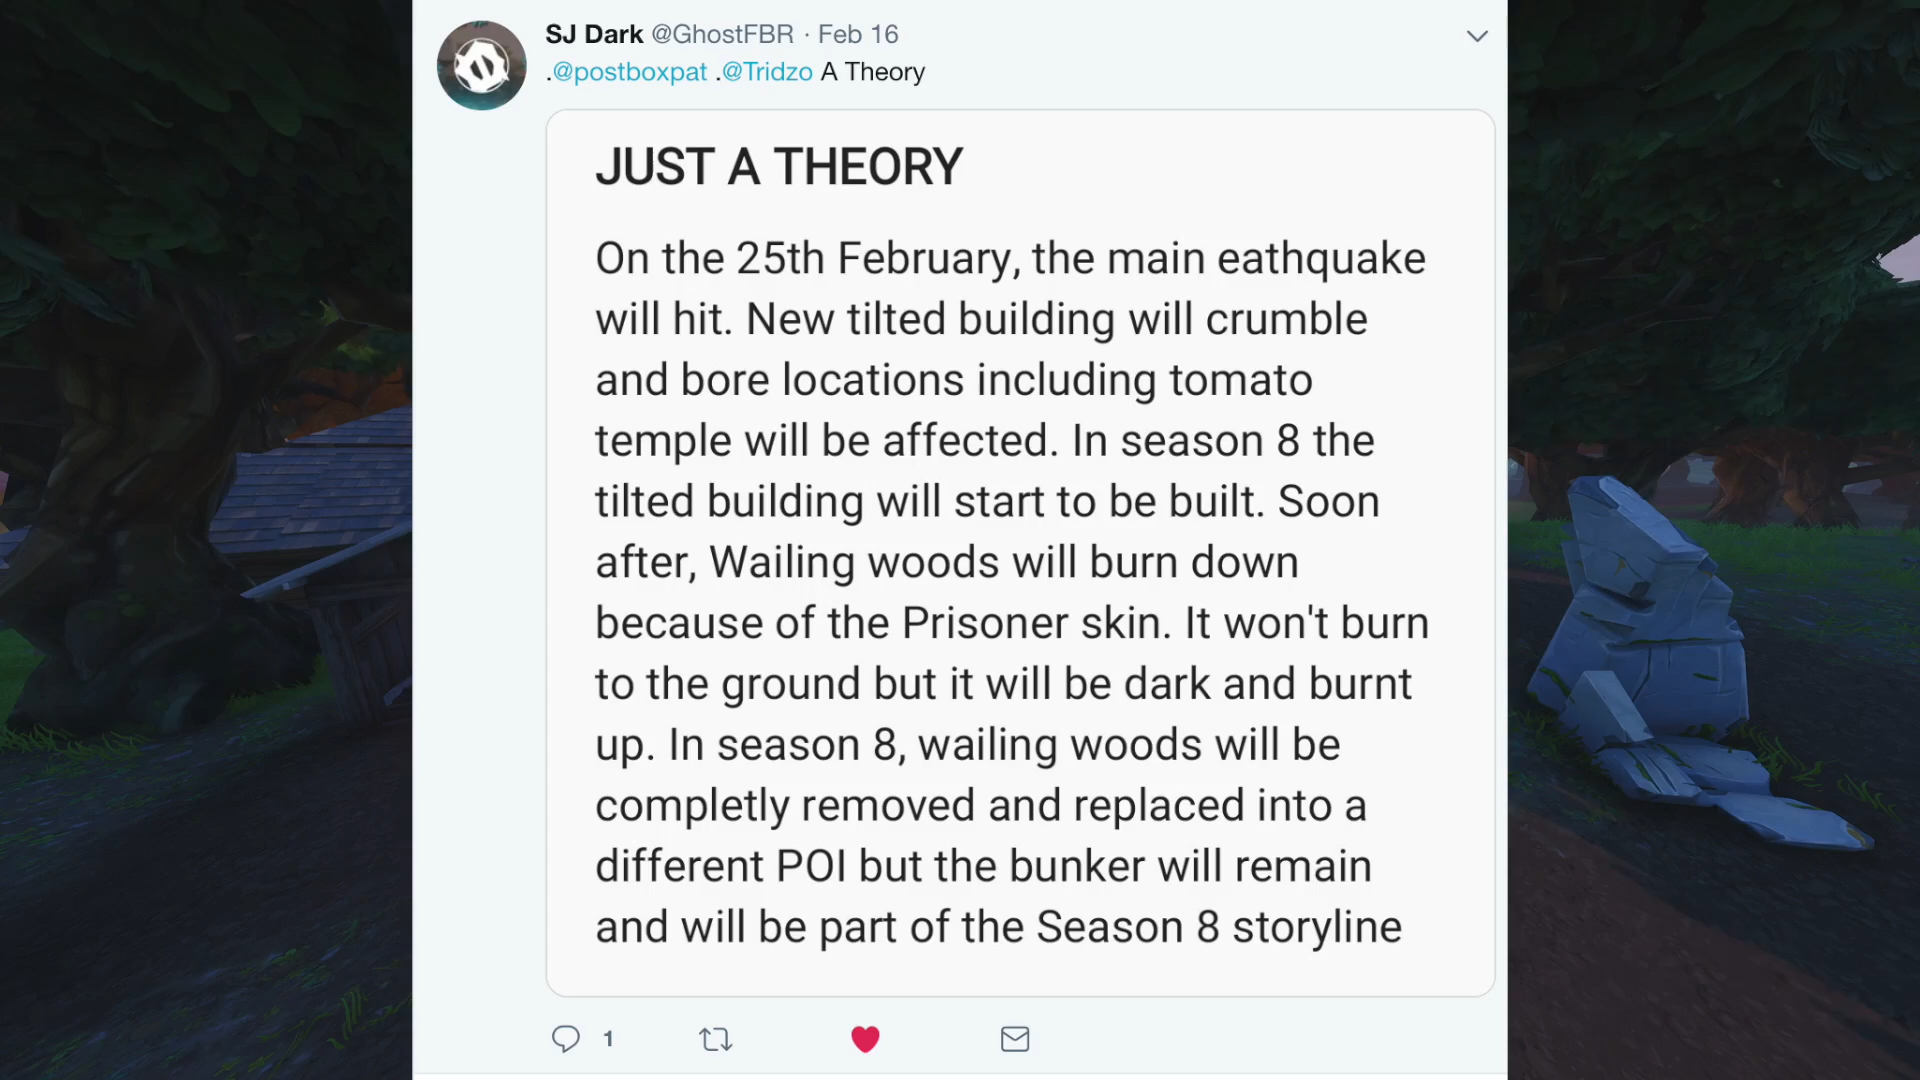 SJ Dark @GhostFBR · Feb 16
.@postboxpat .@Tridzo A Theory
JUST A THEORY
On the 25th February, the main eathquake
will hit. New tilted building will crumble
and bore locations including tomato
temple will be affected. In season 8 the
tilted building will start to be built. Soon
after, Wailing woods will burn down
because of the Prisoner skin. It won't burn
to the ground but it will be dark and burnt
up. In season 8, wailing woods will be
completly removed and replaced into a
different POI but the bunker will remain
and will be part of the Season 8 storyline
1